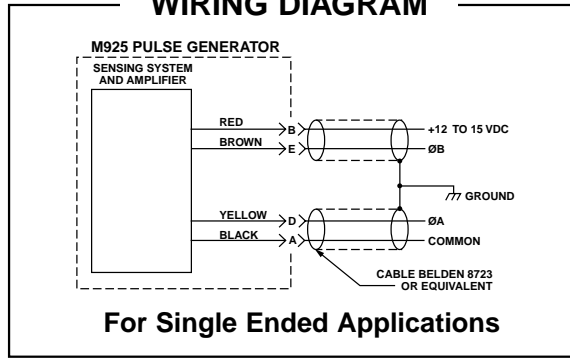 WIRING DIAGRAM
M925 PULSE GENERATOR
SENSING SYSTEM
AND AMPLIFIER
RED
B
+12 TO 15 VDC
BROWN
E
ØB
GROUND
YELLOW
D
ØA
BLACK
A
COMMON
CABLE BELDEN 8723
OR EQUIVALENT
For Single Ended Applications